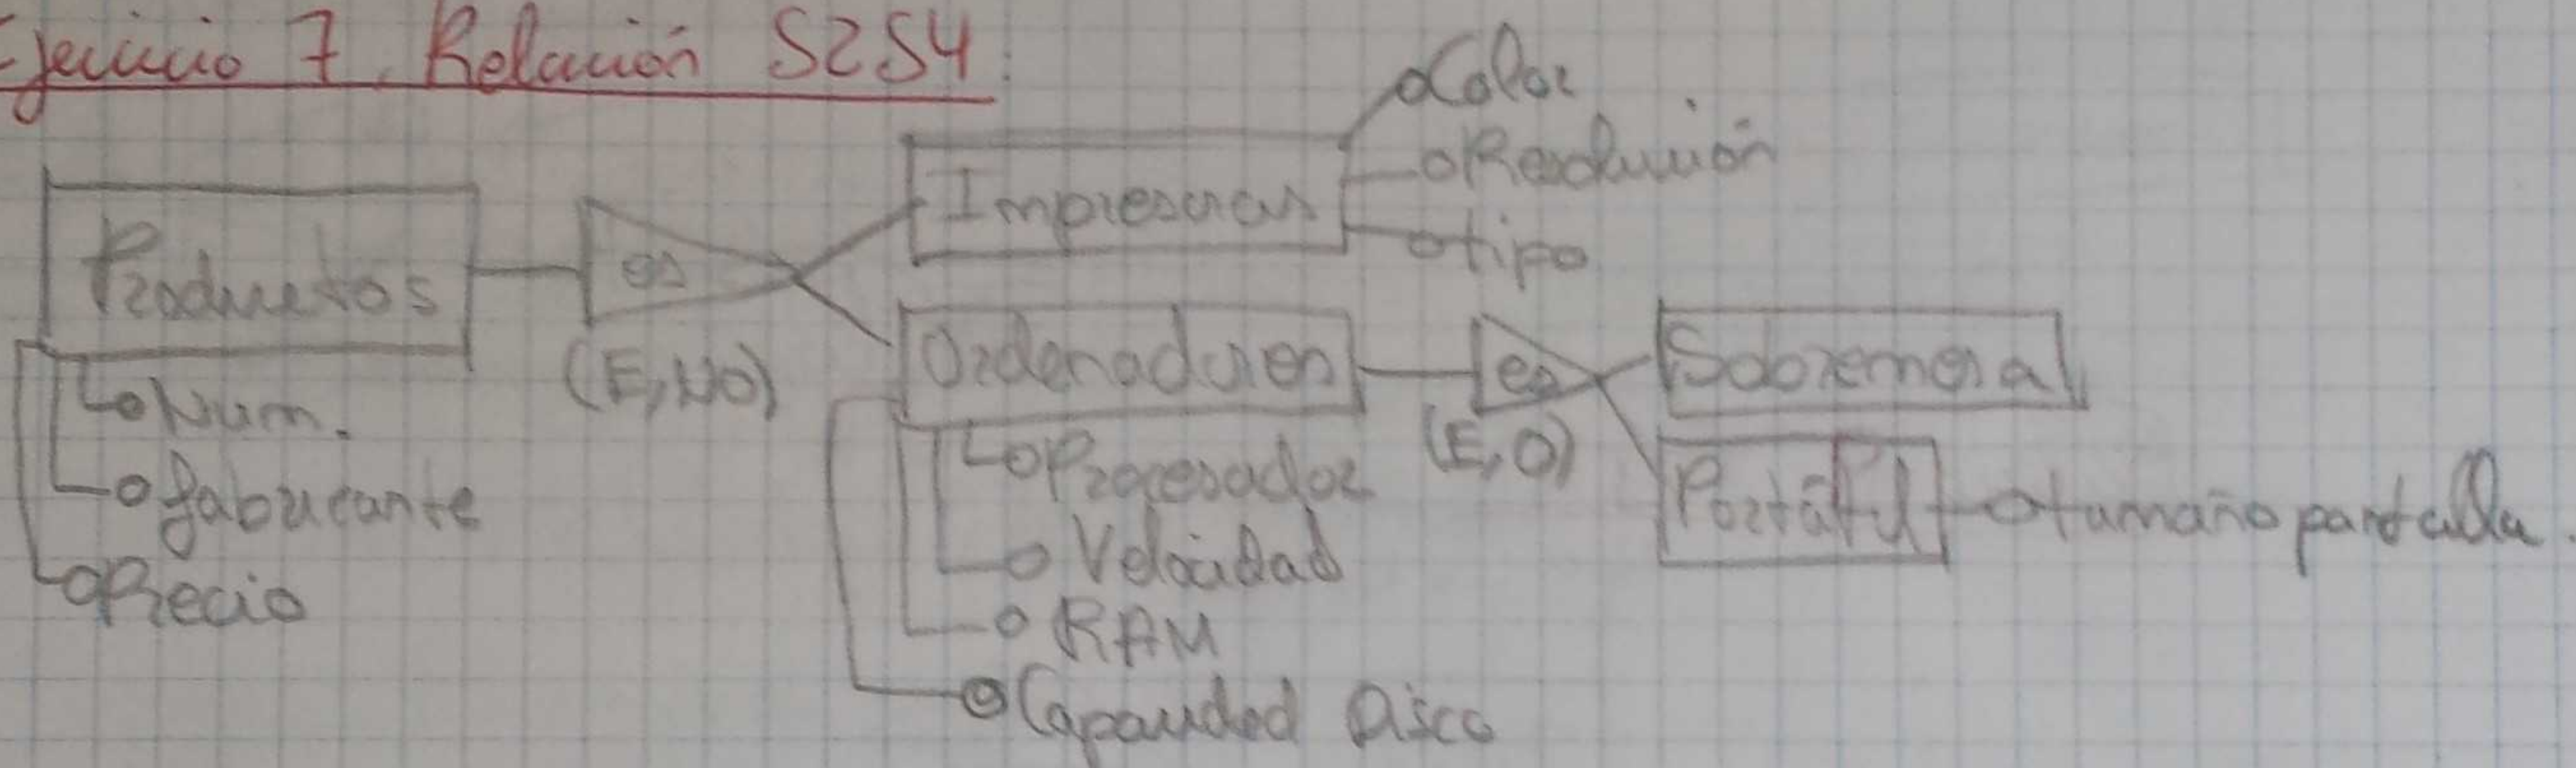 Ejercicio 7. Relación S2S4:
Color
Resolución
tipo
Impresoras
Productos
es
(E, NO)
Num.
fabricante
Precio
Ordenadores
Procesador
Velocidad
RAM
Capacidad Disco
es
(E, O)
Sobremesa
Portátil
tamaño pantalla.